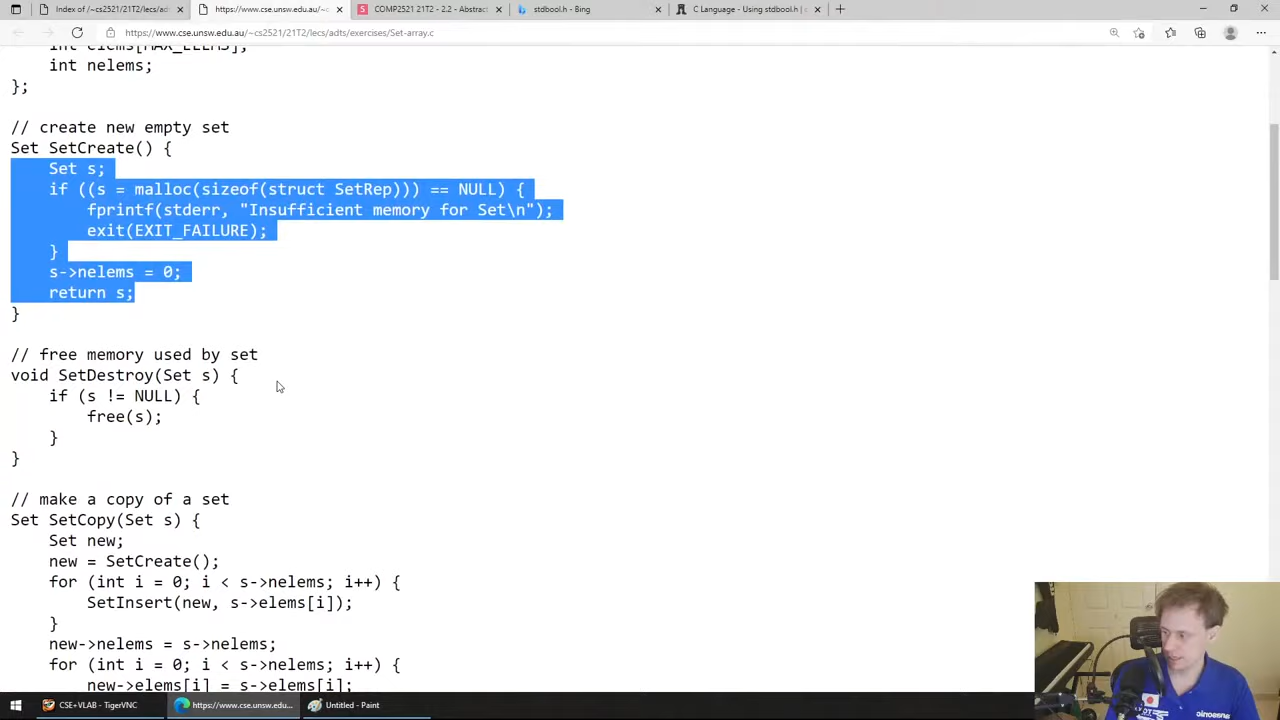 Index of /~cs2521/21T2/lecs/ad
https://www.cse.unsw.edu.au/~c
COMP2521 21T2 - 2.2 - Abstract
stdbool.h - Bing
C Language - Using stdbool.h | c
https://www.cse.unsw.edu.au/~cs2521/21T2/lecs/adts/exercises/Set-array.c
int elems[MAX_ELEMS];
int nelems;
};
// create new empty set
Set SetCreate() {
Set s;
if ((s = malloc(sizeof(struct SetRep))) == NULL) {
fprintf(stderr, "Insufficient memory for Set\n");
exit(EXIT_FAILURE);
}
s->nelems = 0;
return s;
}
// free memory used by set
void SetDestroy(Set s) {
if (s != NULL) {
free(s);
}
}
// make a copy of a set
Set SetCopy(Set s) {
Set new;
new = SetCreate();
for (int i = 0; i < s->nelems; i++) {
SetInsert(new, s->elems[i]);
}
new->nelems = s->nelems;
for (int i = 0; i < s->nelems; i++) {
new->elems[i] = s->elems[i];
CSE+VLAB - TigerVNC
https://www.cse.unsw.edu...
Untitled - Paint